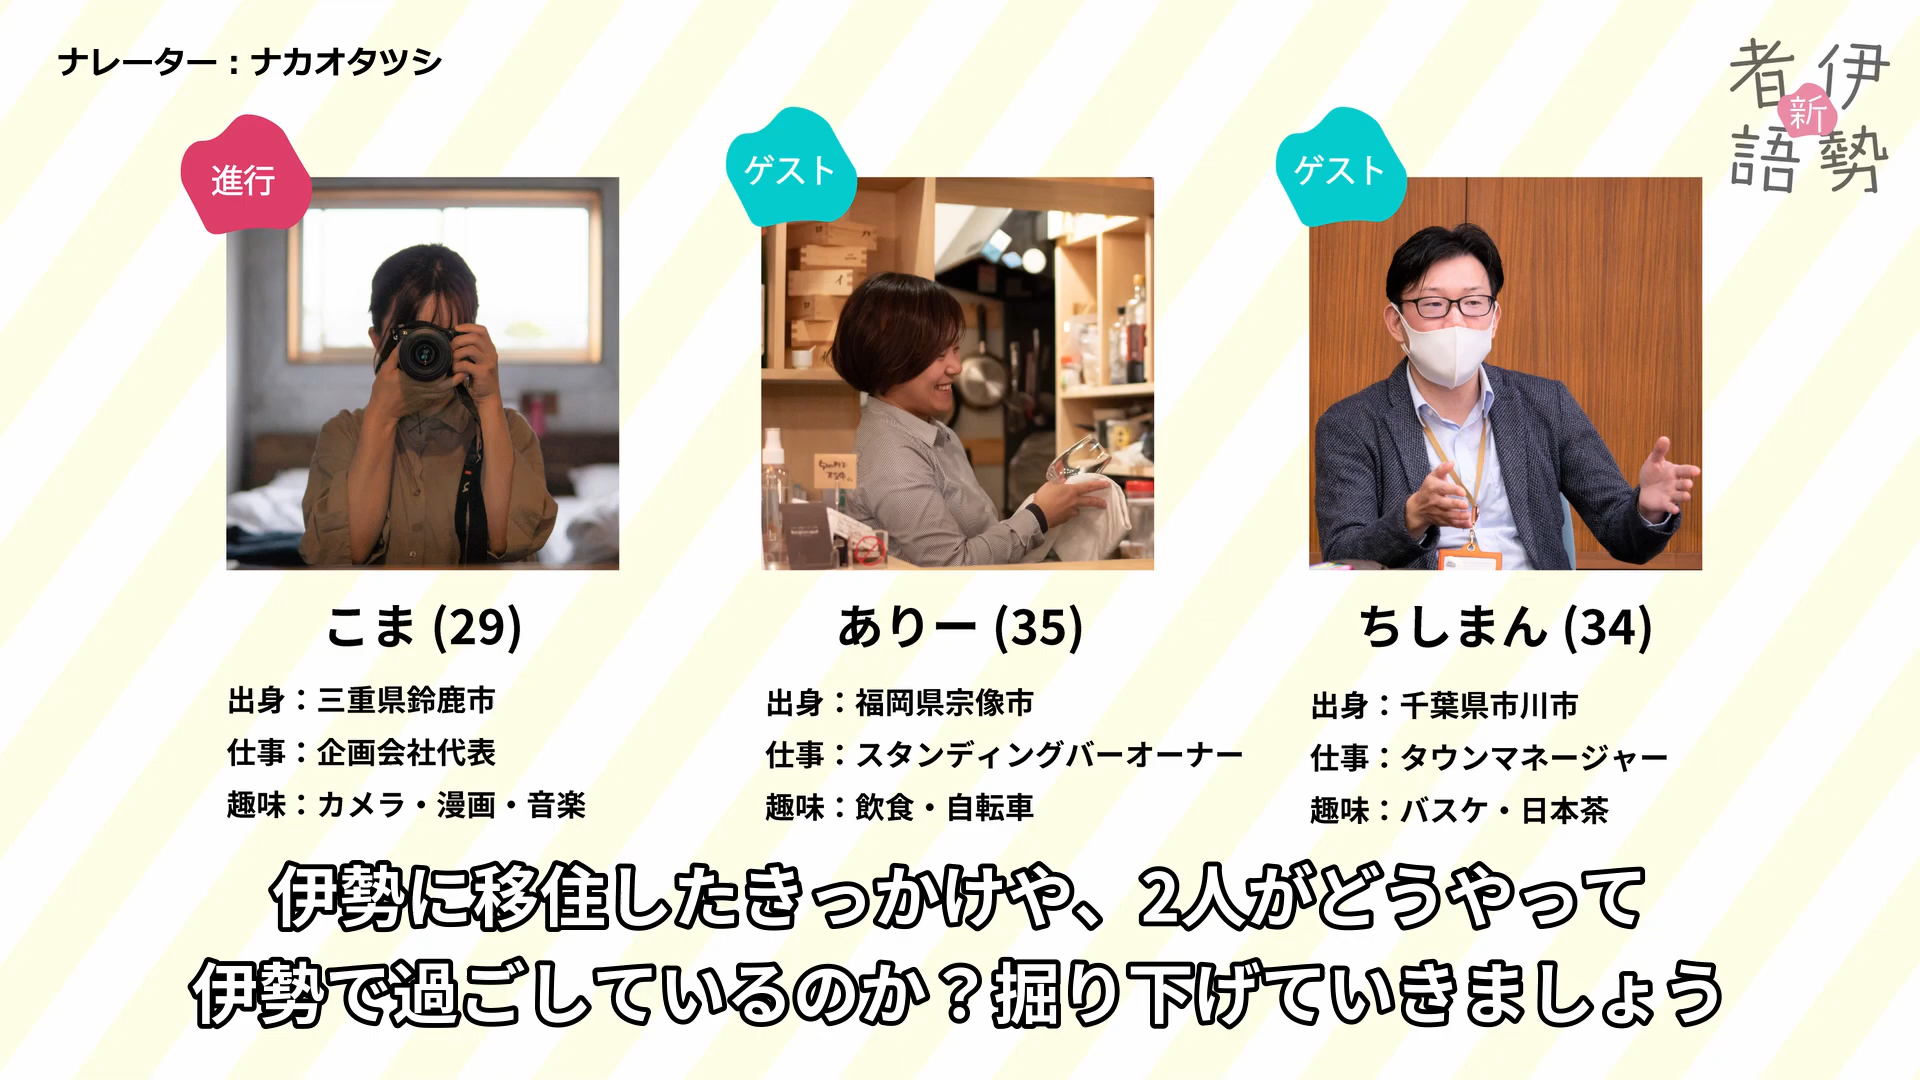 ナレーター：ナカオタツシ
伊勢
新
者語
進行
ゲスト
ゲスト
こま (29)
出身：三重県鈴鹿市
仕事：企画会社代表
趣味：カメラ・漫画・音楽
ありー (35)
出身：福岡県宗像市
仕事：スタンディングバーオーナー
趣味：飲食・自転車
ちしまん (34)
出身：千葉県市川市
仕事：タウンマネージャー
趣味：バスケ・日本茶
伊勢に移住したきっかけや、2人がどうやって
伊勢で過ごしているのか？掘り下げていきましょう